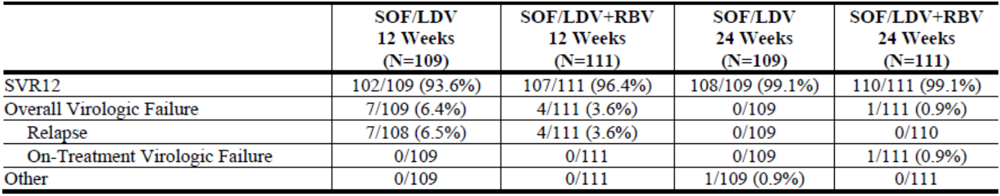 SOF/LDV 12 Weeks (N=109) SOF/LDV+RBV 12 Weeks (N=111) SOF/LDV 24 Weeks (N=109) SOF/LDV+RBV 24 Weeks (N=111)
SVR12 102/109 (93.6%) 107/111 (96.4%) 108/109 (99.1%) 110/111 (99.1%)
Overall Virologic Failure 7/109 (6.4%) 4/111 (3.6%) 0/109 1/111 (0.9%)
Relapse 7/108 (6.5%) 4/111 (3.6%) 0/109 0/110
On-Treatment Virologic Failure 0/109 0/111 0/109 1/111 (0.9%)
Other 0/109 0/111 1/109 (0.9%) 0/111